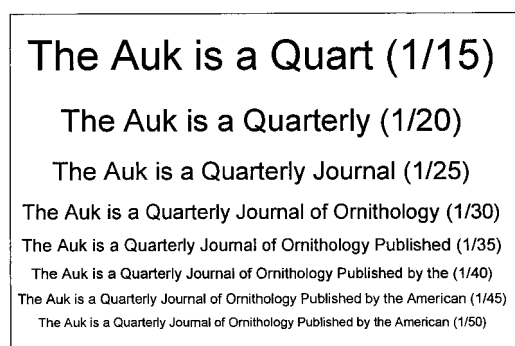 The Auk is a Quart (1/15)
The Auk is a Quarterly (1/20)
The Auk is a Quarterly Journal (1/25)
The Auk is a Quarterly Journal of Ornithology (1/30)
The Auk is a Quarterly Journal of Ornithology Published (1/35)
The Auk is a Quarterly Journal of Ornithology Published by the (1/40)
The Auk is a Quarterly Journal of Ornithology Published by the American (1/45)
The Auk is a Quarterly Journal of Ornithology Published by the American (1/50)